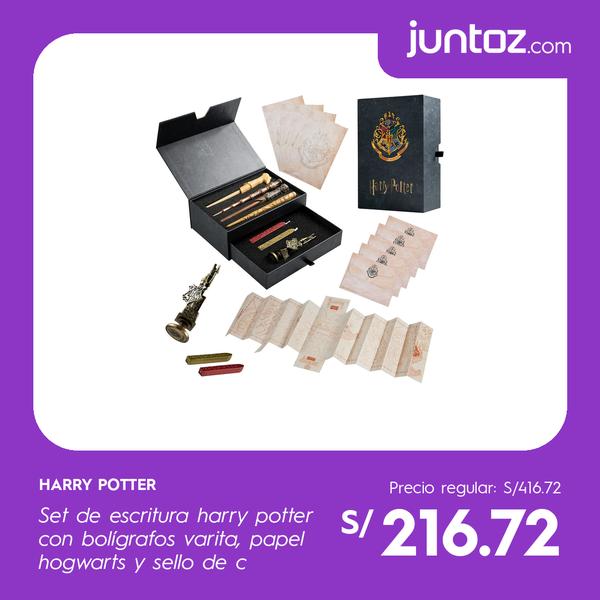 juntoz.com
Harry Potter
HARRY POTTER
Set de escritura harry potter
con bolígrafos varita, papel
hogwarts y sello de c
Precio regular: S/416.72
S/ 216.72